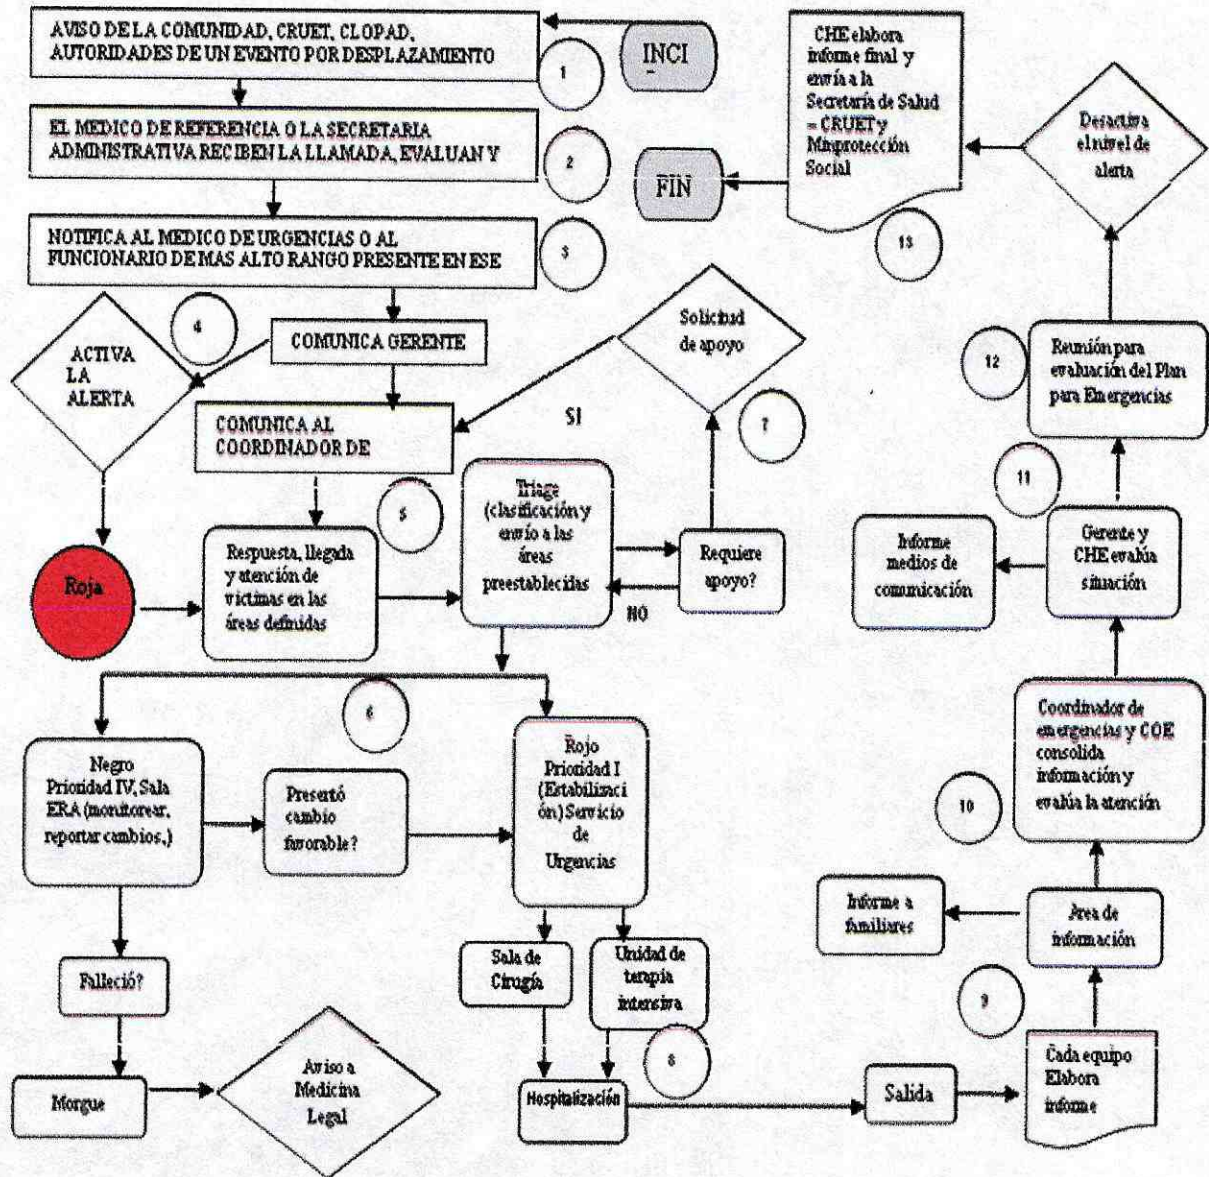 AVISO DE LA COMUNIDAD, CRUET, CLOPAD,
AUTORIDADES DE UN EVENTO POR DESPLAZAMIENTO
1
INCI
EL MEDICO DE REFERENCIA O LA SECRETARIA
ADMINISTRATIVA RECIBEN LA LLAMADA, EVALUAN Y
2
NOTIFICA AL MEDICO DE URGENCIAS O AL
FUNCIONARIO DE MAS ALTO RANGO PRESENTE EN ESE
3
4
COMUNICA GERENTE
ACTIVA
LA
ALERTA
COMUNICA AL
COORDINADOR DE
Solicitud
de apoyo
SI
7
Roja
5
Respuesta, llegada
y atención de
victimas en las
áreas definidas
Triage
(clasificación y
envío a las
áreas
preestablecidas
Requiere
apoyo?
NO
6
Negro
Prioridad IV, Sala
ERA (monitorear,
reportar cambios,)
Presertó
cambio
favorable?
Rojo
Prioridad I
(Estabilizaci
ón) Servicio
de
Urgencias
Falleció?
Morgue
Aviso a
Medicina
Legal
Sala de
Cirugía
Unidad de
terapia
intensiva
8
Hospitalización
Salida
Cada equipo
Elabora
informe
9
Area de
información
Informe a
familiares
10
Coordinador de
emergencias y COE
consolida
información y
evalúa la atención
Gerente y
CHE evalúa
situación
Informe
medios de
comunicación
11
12
Reunión para
evaluación del Plan
para Emergencias
Desactiva
el nivel de
alerta
CHE elabora
informe final y
envía a la
Secretaría de Salud
= CRUET y
Minprotección
Social
13
FIN